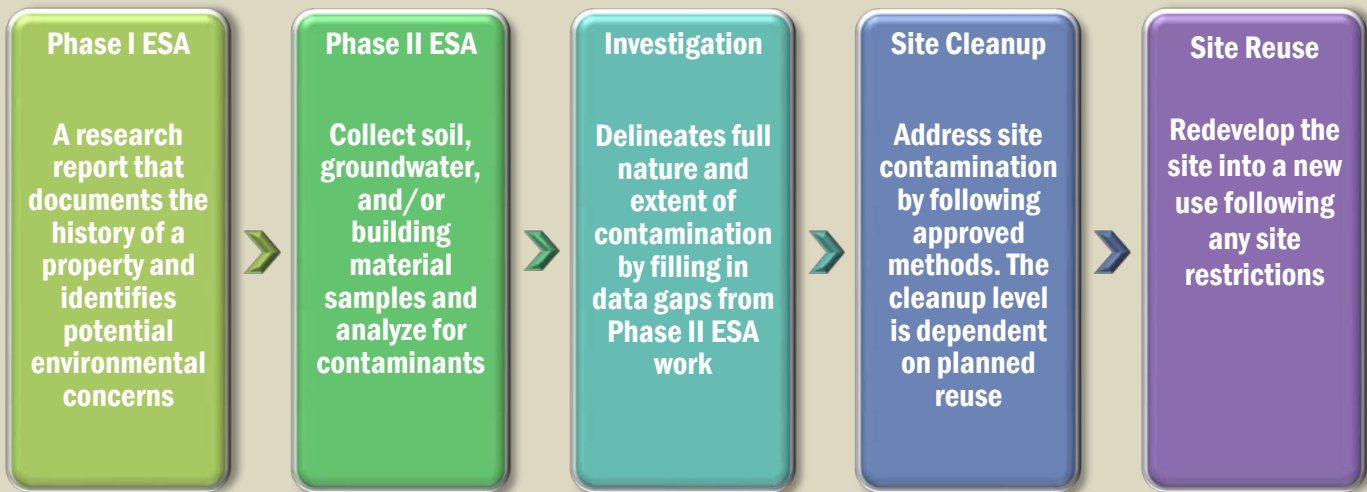 Phase I ESA
A research
report that
documents the
history of a
property and
identifies
potential
environmental
concerns
Phase II ESA
Collect soil,
groundwater,
and/or
building
material
samples and
analyze for
contaminants
Investigation
Delineates full
nature and
extent of
contamination
by filling in
data gaps from
Phase II ESA
work
Site Cleanup
Address site
contamination
by following
approved
methods. The
cleanup level
is dependent
on planned
reuse
Site Reuse
Redevelop the
site into a new
use following
any site
restrictions